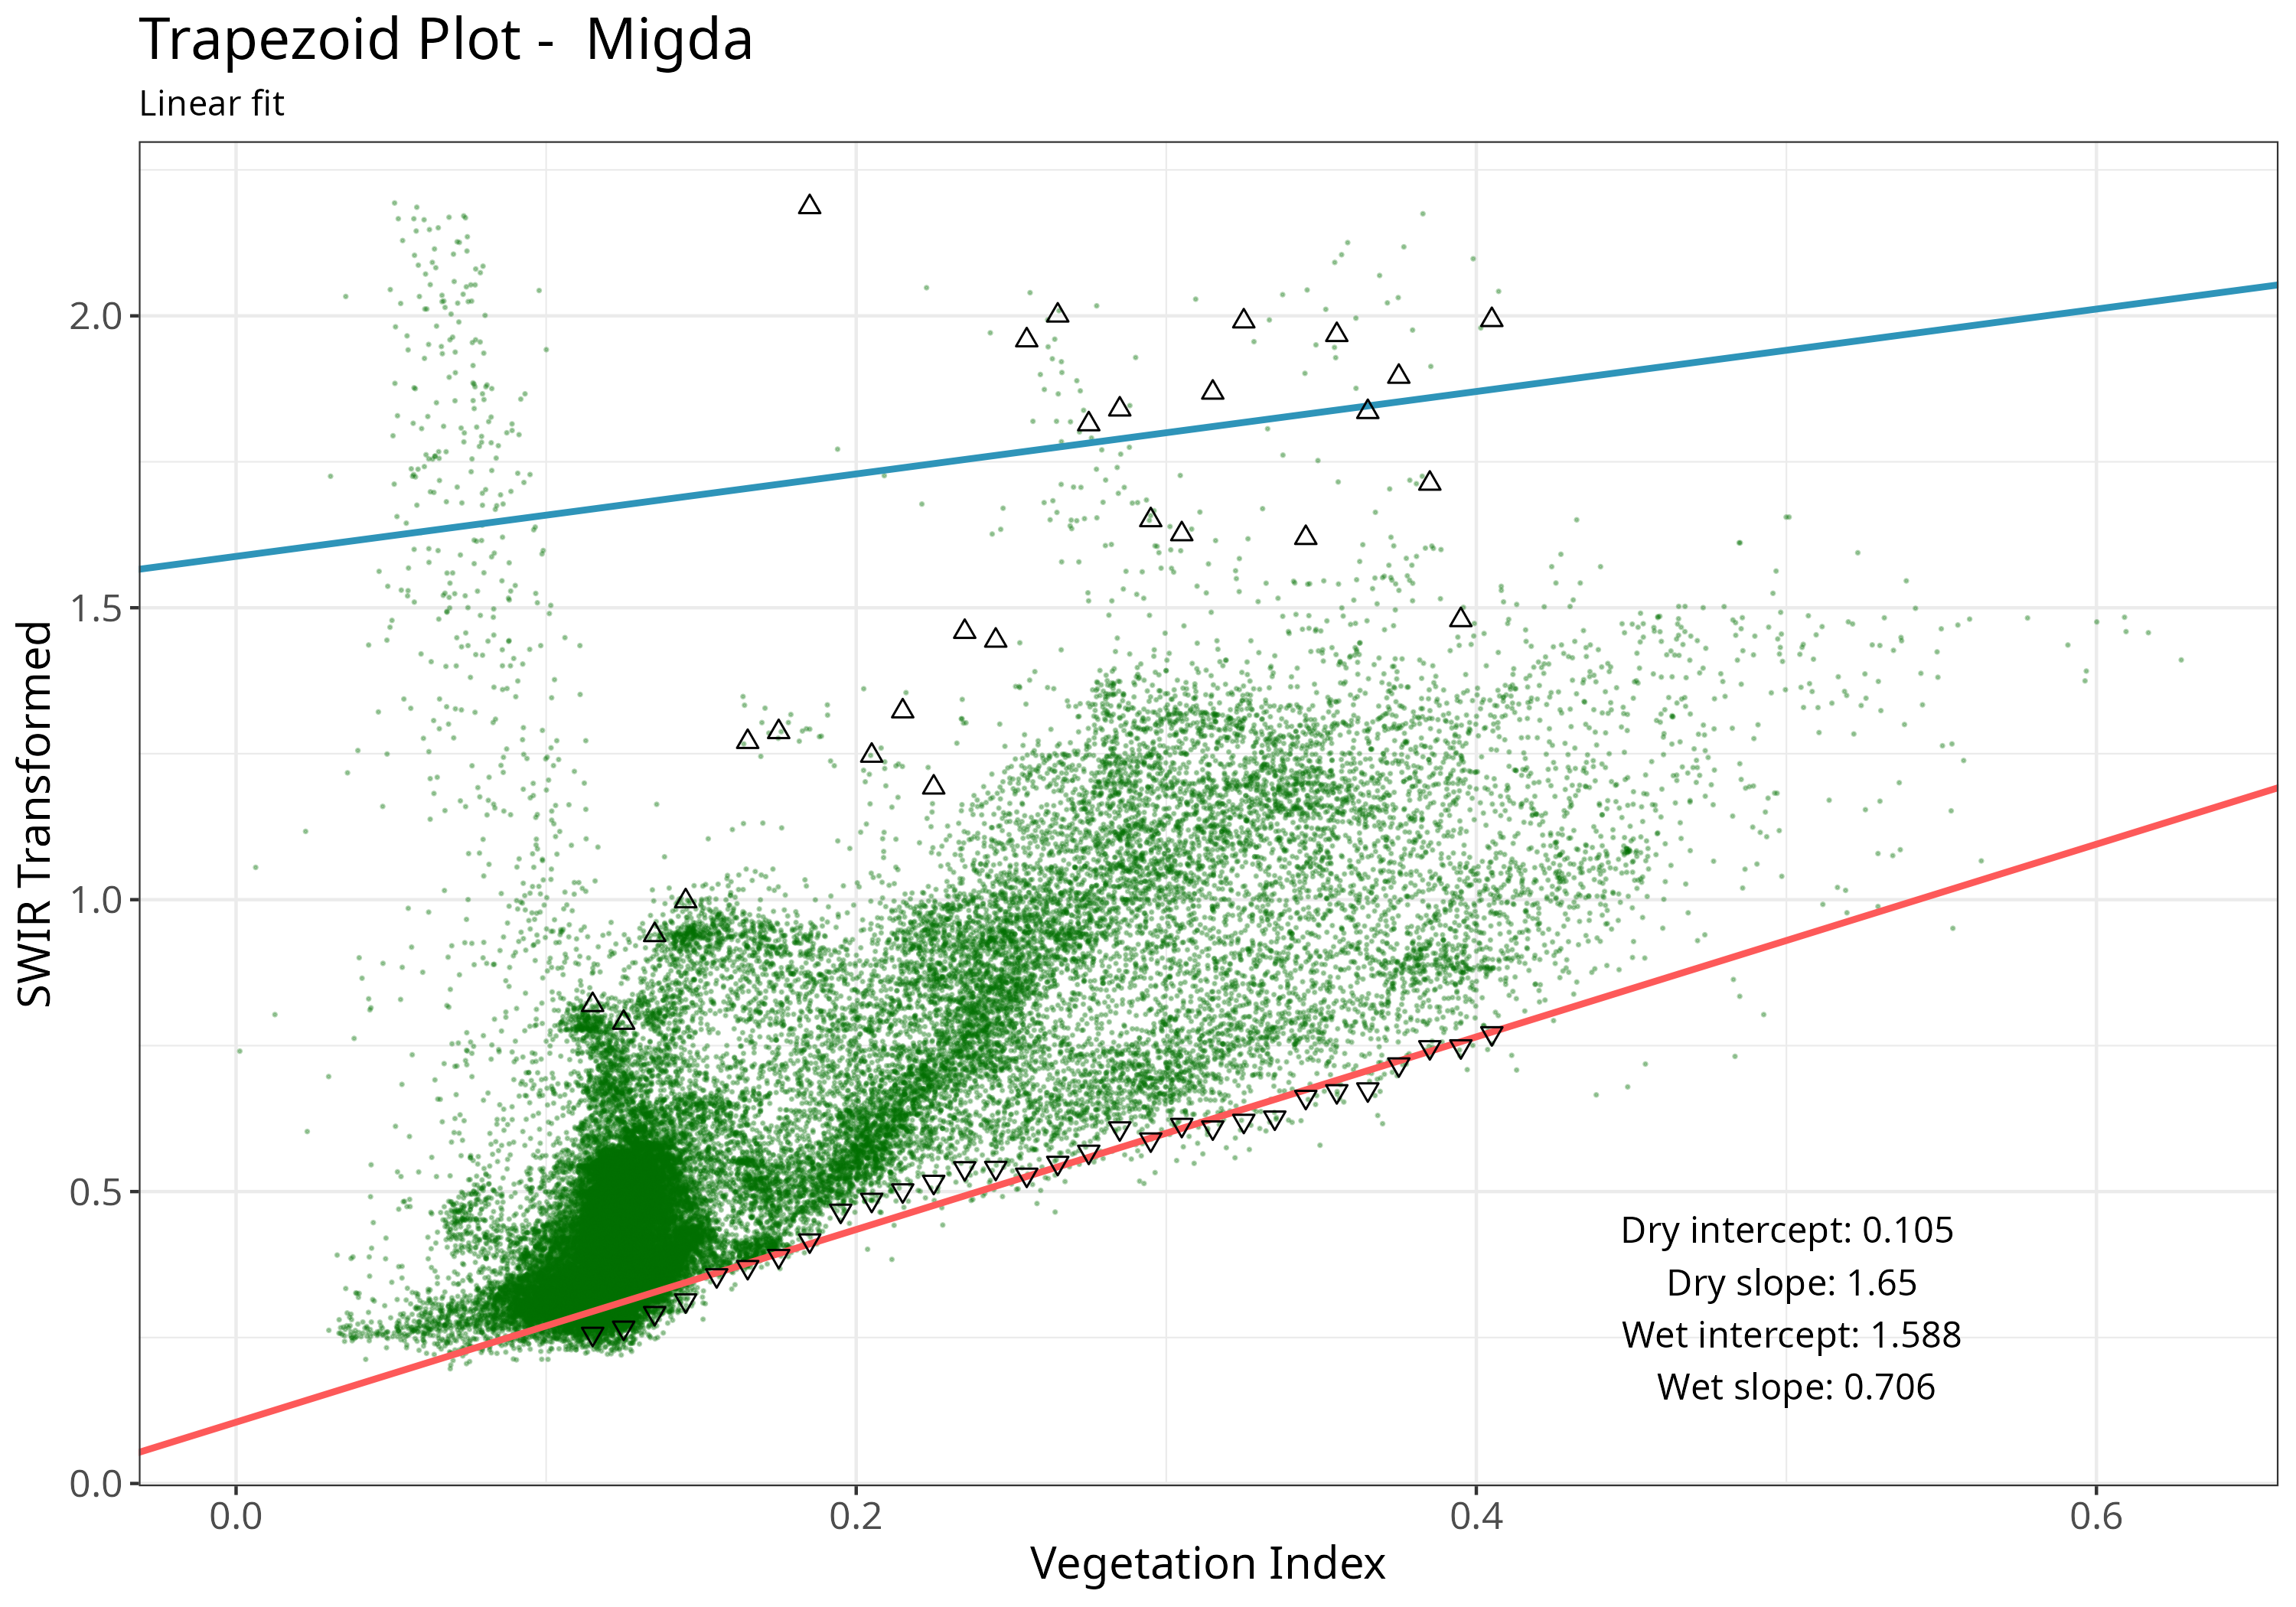 Trapezoid Plot -  Migda
Linear fit
SWIR Transformed
2.0
1.5
1.0
0.5
0.0
Dry intercept: 0.105
Dry slope: 1.65
Wet intercept: 1.588
Wet slope: 0.706
0.0 0.2 0.4 0.6
Vegetation Index